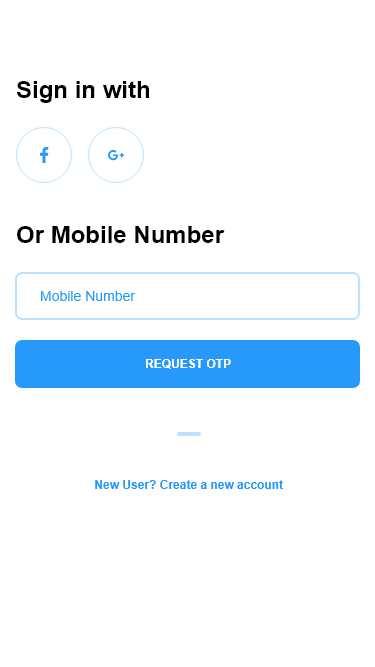 Sign in with
f
G+
Or Mobile Number
Mobile Number
REQUEST OTP
New User? Create a new account